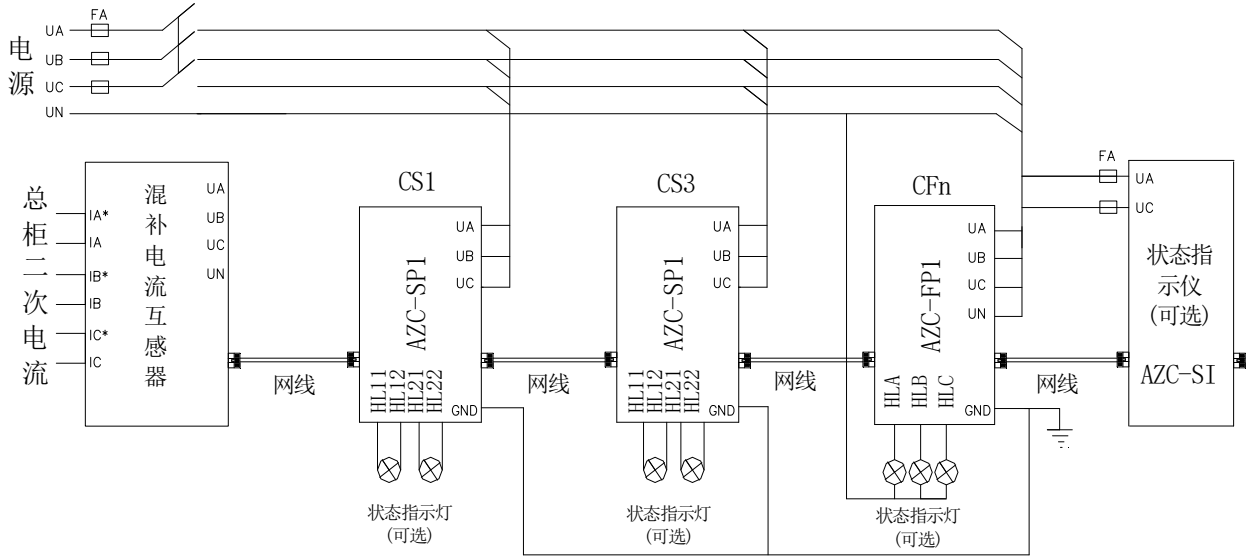 FA
电源
UA
UB
UC
UN
总柜二次电流
IA*
IA
IB*
IB
IC*
IC
混补电流互感器
UA
UB
UC
UN
网线
CS1
AZC-SP1
UA
UB
UC
HL11
HL12
HL21
HL22
GND
状态指示灯
(可选)
网线
CS3
AZC-SP1
UA
UB
UC
HL11
HL12
HL21
HL22
GND
状态指示灯
(可选)
网线
CFn
AZC-FP1
UA
UB
UC
UN
HLA
HLB
HLC
GND
状态指示灯
(可选)
网线
FA
UA
UC
状态指
示仪
(可选)
AZC-SI